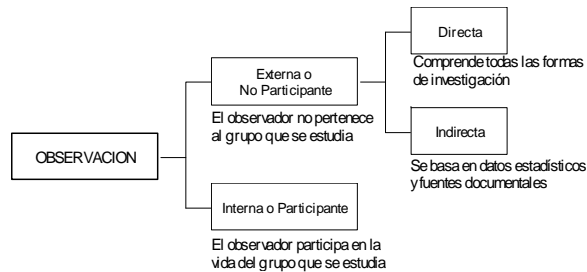 OBSERVACION
Externa o
No Participante
El observador no pertenece
al grupo que se estudia
Directa
Comprende todas las formas
de investigación
Indirecta
Se basa en datos estadísticos
y fuentes documentales
Interna o Participante
El observador participa en la
vida del grupo que se estudia